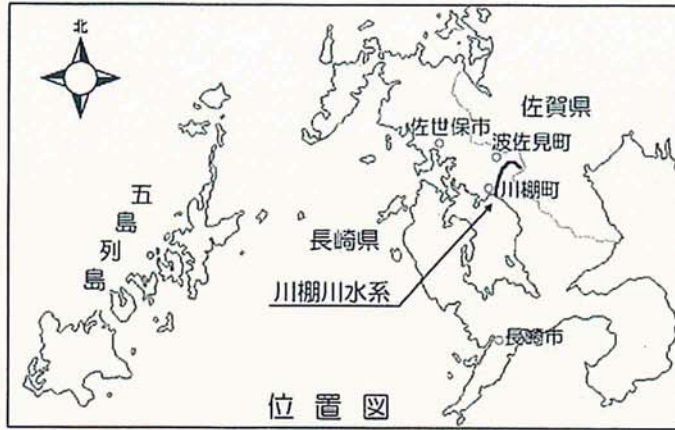 北
佐賀県
佐世保市
波佐見町
川棚町
五島列島
長崎県
川棚川水系
長崎市
位置図